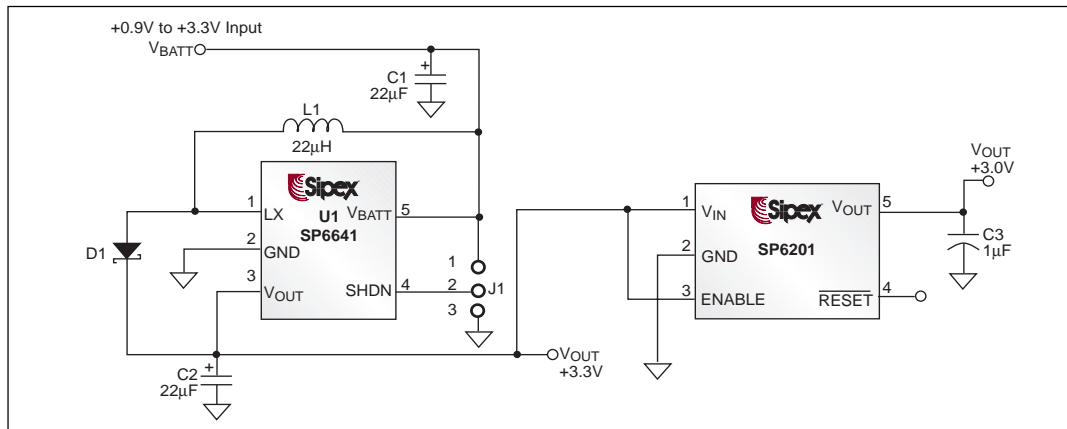 +0.9V to +3.3V Input
VBATT
+
C1
22µF
L1
22µH
Sipex
U1
SP6641
1
LX
VBATT
5
2
GND
3
VOUT
SHDN
4
D1
1
2
3
J1
C2
+
22µF
VOUT
+3.3V
Sipex
SP6201
1
VIN
VOUT
5
2
GND
3
ENABLE
RESET
4
VOUT
+3.0V
C3
1µF